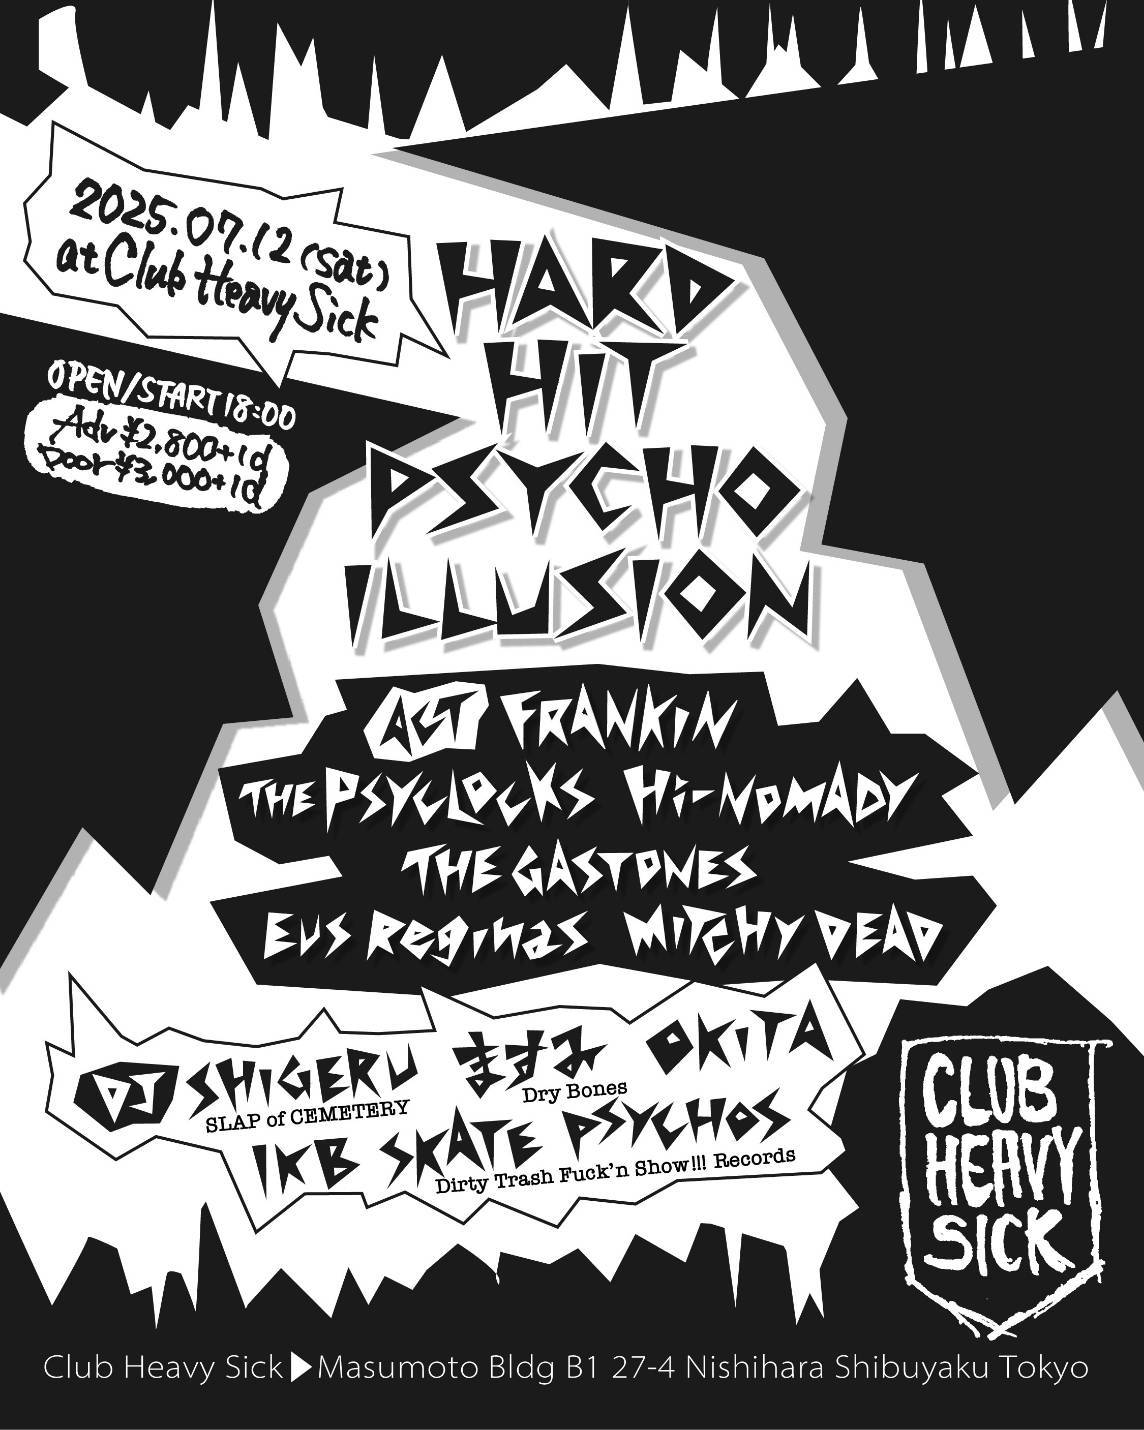 2025.07.12 (Sat)
at Club Heavy Sick
OPEN/START 18:00
Adv ¥2,800+1d
Door ¥3,000+1d
HARD
HIT
PSYCHO
ILLUSION
ACT FRANKIN
THE PSYCLOCKS Hi-NOMADY
THE GASTONES
EVS Reginas MITCHY DEAD
DJ SHIGERU ますみ OKITA
SLAP of CEMETERY Dry Bones
IKB SKATE PSYCHOS
Dirty Trash Fuck'n Show!!! Records
CLUB
HEAVY
SICK
Club Heavy Sick▶Masumoto Bldg B1 27-4 Nishihara Shibuyaku Tokyo